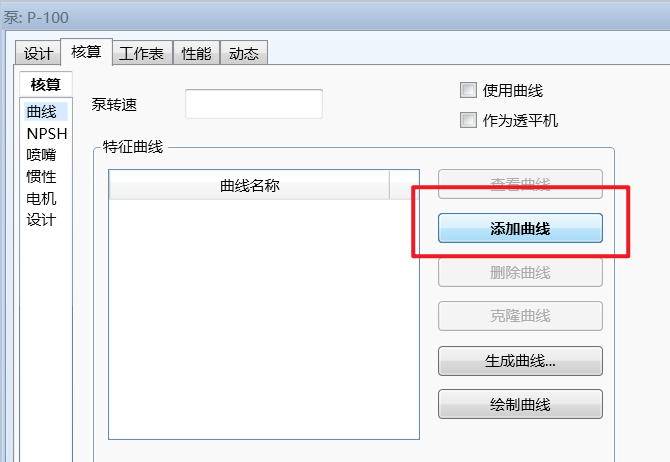 泵: P-100
设计 核算 工作表 性能 动态
核算
曲线
NPSH
喷嘴
惯性
电机
设计
泵转速
使用曲线
作为透平机
特征曲线
曲线名称
查看曲线
添加曲线
删除曲线
克隆曲线
生成曲线...
绘制曲线